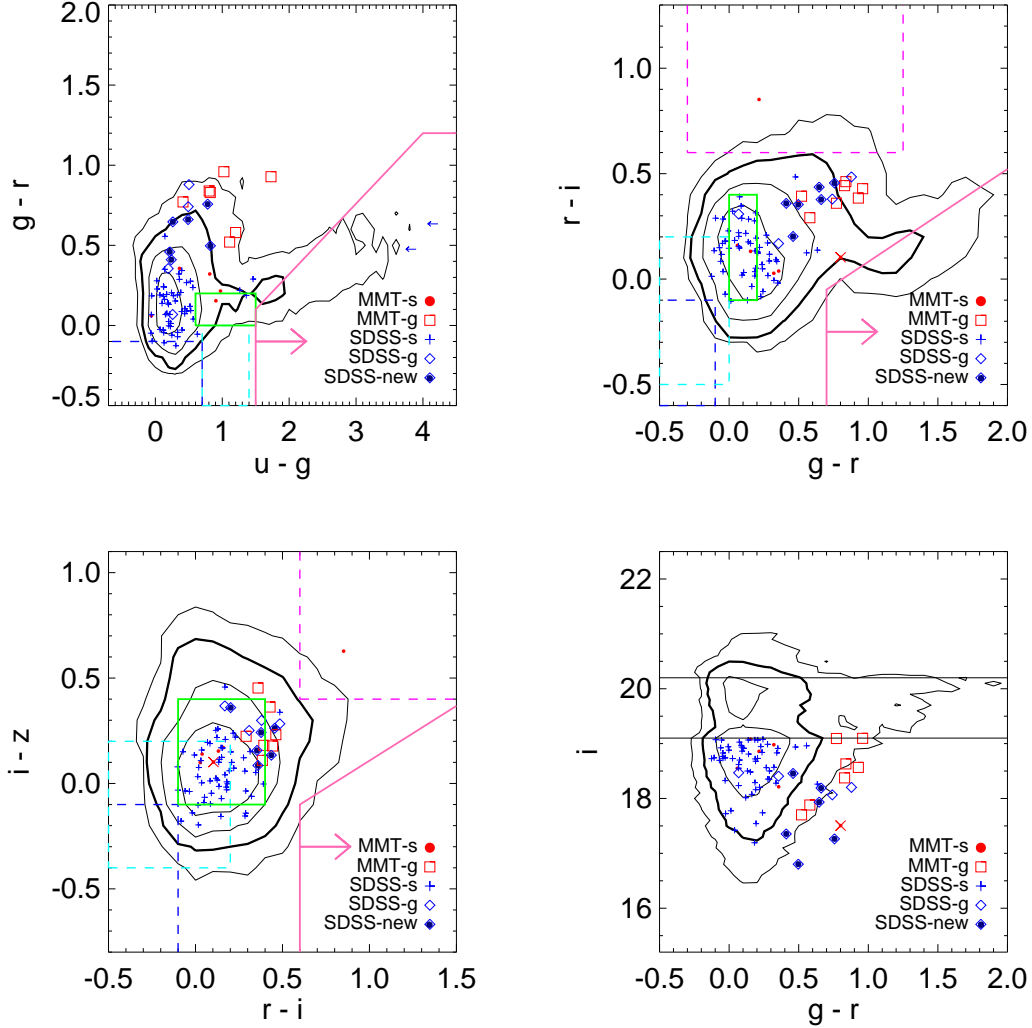 2.0
1.5
1.0
0.5
0.0
-0.5
g - r
0 1 2 3 4
u - g
MMT-s
MMT-g
SDSS-s
SDSS-g
SDSS-new
1.0
0.5
0.0
-0.5
r - i
-0.5 0.0 0.5 1.0 1.5 2.0
g - r
MMT-s
MMT-g
SDSS-s
SDSS-g
SDSS-new
1.0
0.5
0.0
-0.5
i - z
-0.5 0.0 0.5 1.0 1.5
r - i
MMT-s
MMT-g
SDSS-s
SDSS-g
SDSS-new
22
20
18
16
i
-0.5 0.0 0.5 1.0 1.5 2.0
g - r
MMT-s
MMT-g
SDSS-s
SDSS-g
SDSS-new